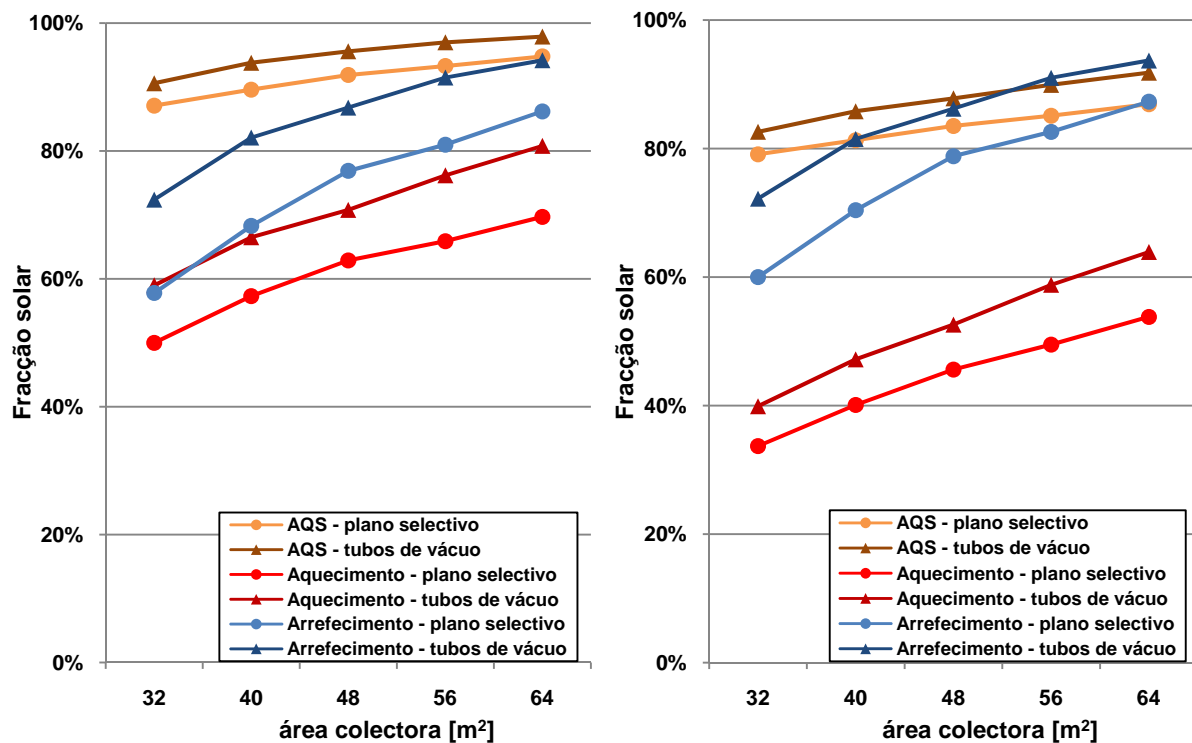 100%
80%
60%
40%
20%
0%
Fracção solar
AQS - plano selectivo
AQS - tubos de vácuo
Aquecimento - plano selectivo
Aquecimento - tubos de vácuo
Arrefecimento - plano selectivo
Arrefecimento - tubos de vácuo
32 40 48 56 64
área colectora [m²]
100%
80%
60%
40%
20%
0%
Fracção solar
AQS - plano selectivo
AQS - tubos de vácuo
Aquecimento - plano selectivo
Aquecimento - tubos de vácuo
Arrefecimento - plano selectivo
Arrefecimento - tubos de vácuo
32 40 48 56 64
área colectora [m²]